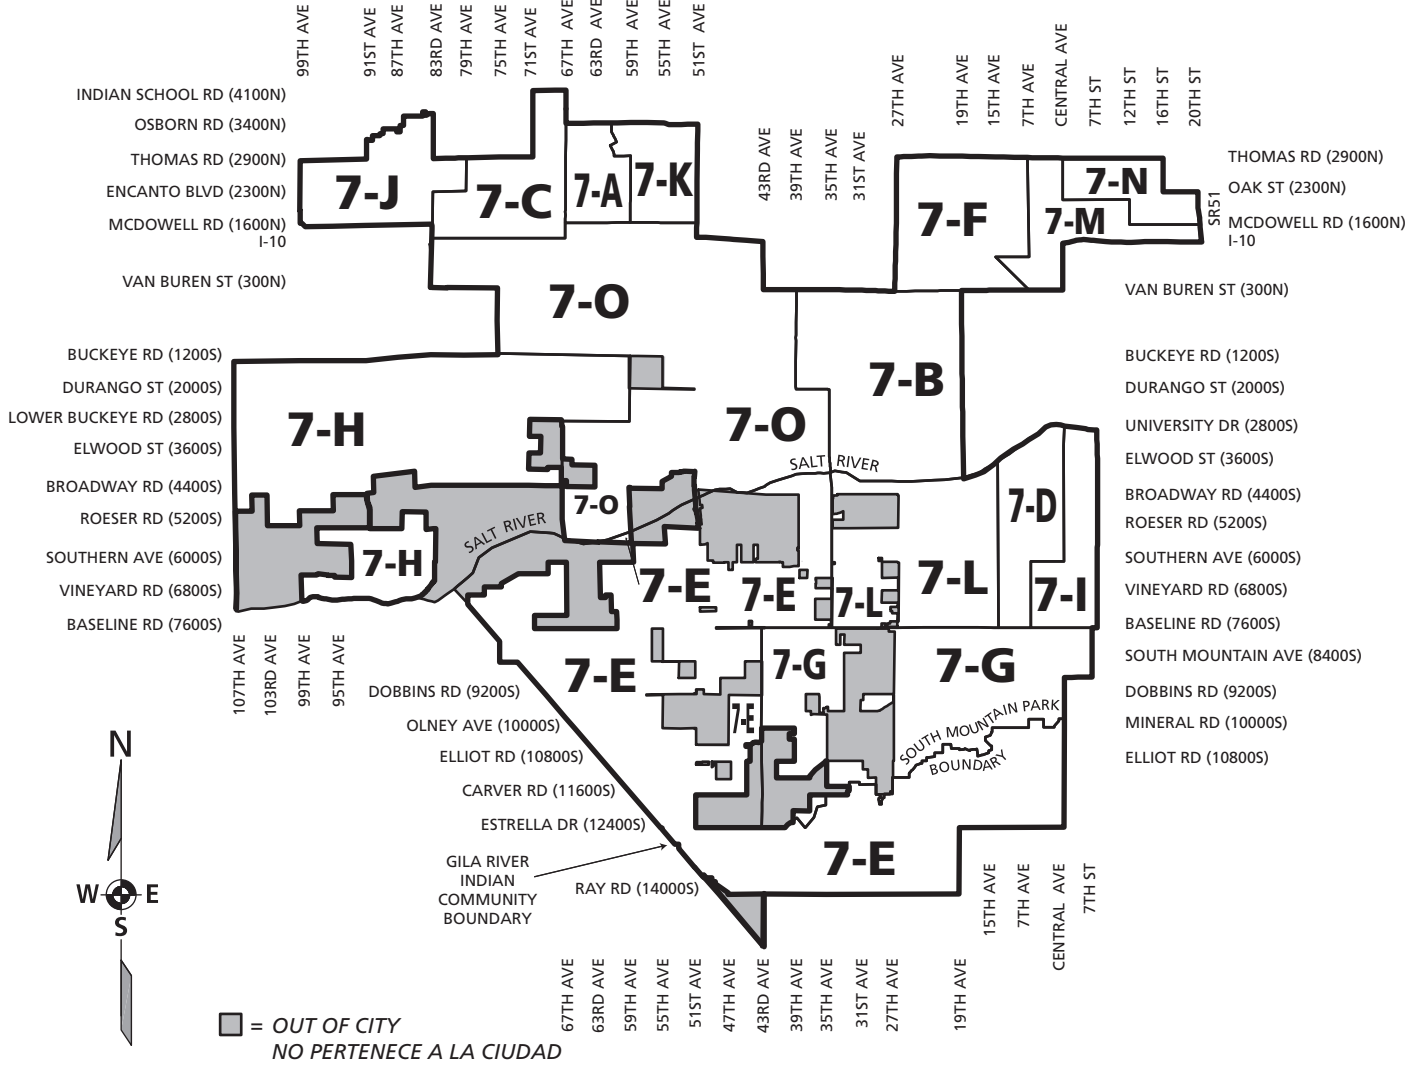 99TH AVE
91ST AVE
87TH AVE
83RD AVE
79TH AVE
75TH AVE
71ST AVE
67TH AVE
63RD AVE
59TH AVE
55TH AVE
51ST AVE
43RD AVE
39TH AVE
35TH AVE
31ST AVE
27TH AVE
19TH AVE
15TH AVE
7TH AVE
CENTRAL AVE
7TH ST
12TH ST
16TH ST
20TH ST
INDIAN SCHOOL RD (4100N)
OSBORN RD (3400N)
THOMAS RD (2900N)
ENCANTO BLVD (2300N)
MCDOWELL RD (1600N)
I-10
VAN BUREN ST (300N)
BUCKEYE RD (1200S)
DURANGO ST (2000S)
LOWER BUCKEYE RD (2800S)
ELWOOD ST (3600S)
BROADWAY RD (4400S)
ROESER RD (5200S)
SOUTHERN AVE (6000S)
VINEYARD RD (6800S)
BASELINE RD (7600S)
THOMAS RD (2900N)
OAK ST (2300N)
SR51
MCDOWELL RD (1600N)
I-10
VAN BUREN ST (300N)
BUCKEYE RD (1200S)
DURANGO ST (2000S)
UNIVERSITY DR (2800S)
ELWOOD ST (3600S)
BROADWAY RD (4400S)
ROESER RD (5200S)
SOUTHERN AVE (6000S)
VINEYARD RD (6800S)
BASELINE RD (7600S)
SOUTH MOUNTAIN AVE (8400S)
DOBBINS RD (9200S)
MINERAL RD (10000S)
ELLIOT RD (10800S)
7-J
7-C
7-A
7-K
7-F
7-N
7-M
7-O
7-B
7-H
7-O
SALT RIVER
7-O
7-D
SALT RIVER
7-H
7-E
7-E
7-L
7-L
7-I
7-E
7-G
7-G
7-E
SOUTH MOUNTAIN PARK
BOUNDARY
7-E
107TH AVE
103RD AVE
99TH AVE
95TH AVE
DOBBINS RD (9200S)
OLNEY AVE (10000S)
ELLIOT RD (10800S)
CARVER RD (11600S)
ESTRELLA DR (12400S)
GILA RIVER
INDIAN
COMMUNITY
BOUNDARY
RAY RD (14000S)
15TH AVE
7TH AVE
CENTRAL AVE
7TH ST
67TH AVE
63RD AVE
59TH AVE
55TH AVE
51ST AVE
47TH AVE
43RD AVE
39TH AVE
35TH AVE
31ST AVE
27TH AVE
19TH AVE
N
W
E
S
= OUT OF CITY
NO PERTENECE A LA CIUDAD